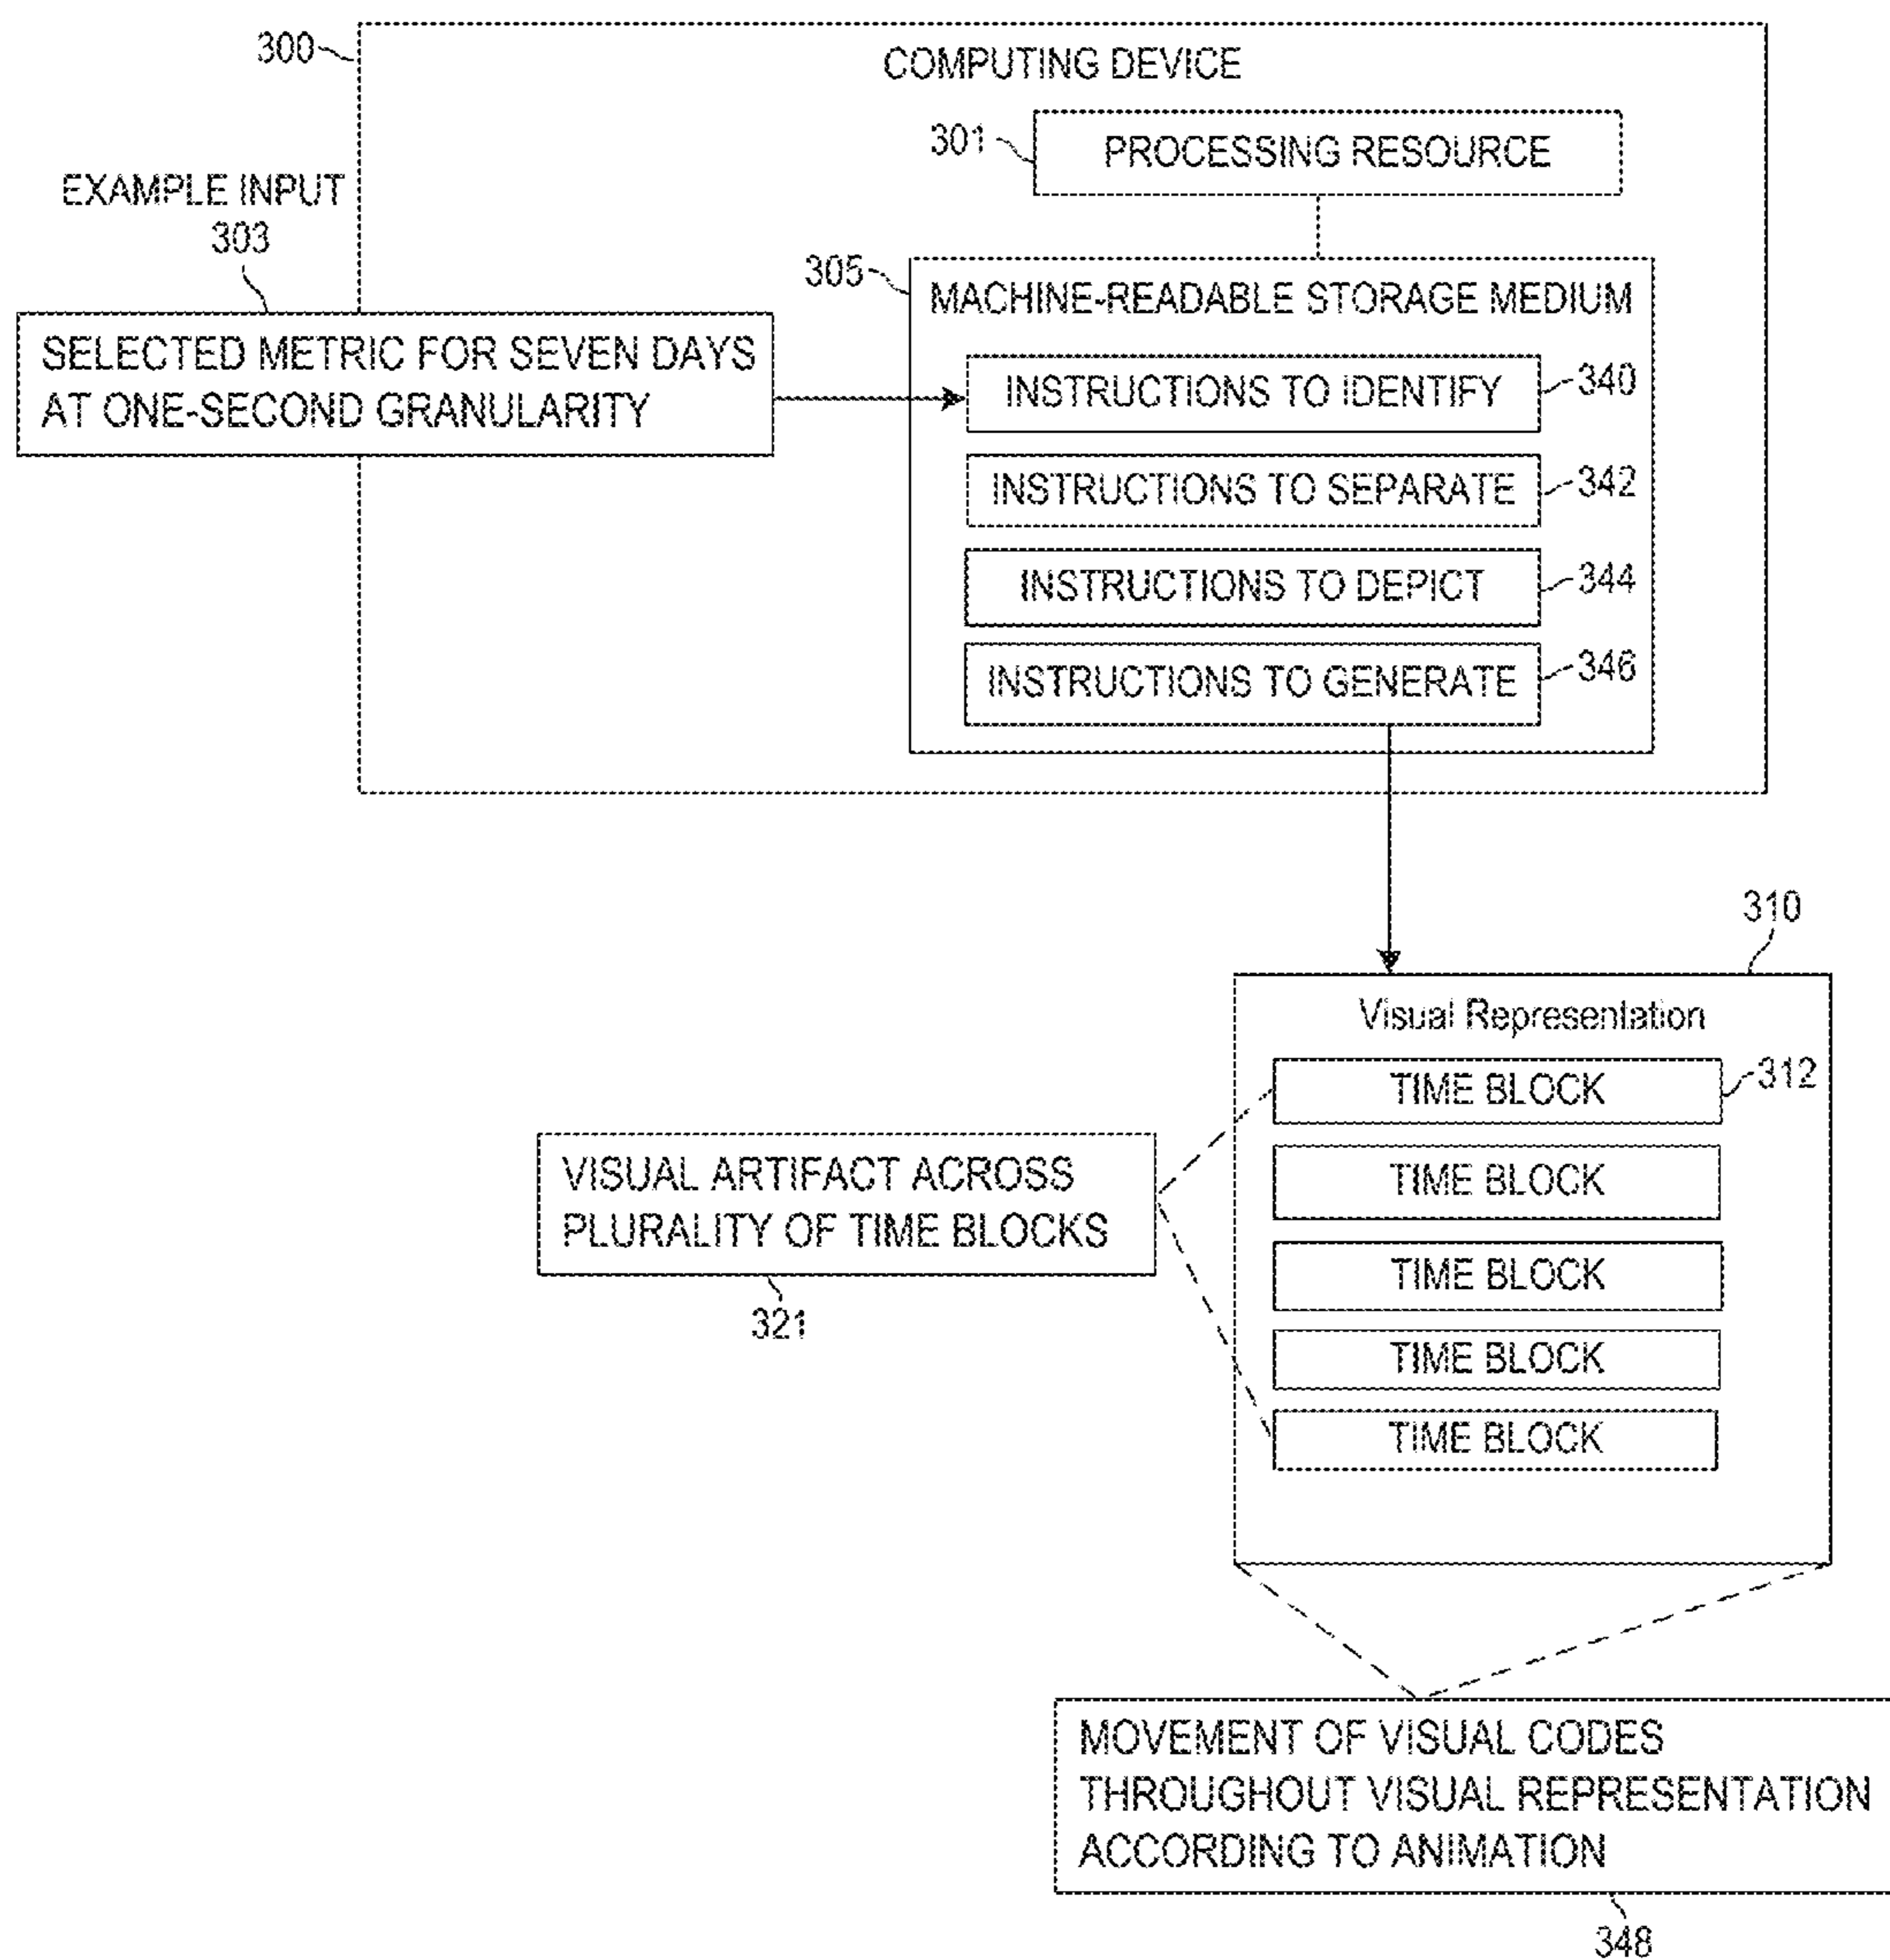 300
COMPUTING DEVICE
301
PROCESSING RESOURCE
EXAMPLE INPUT
303
305
MACHINE-READABLE STORAGE MEDIUM
SELECTED METRIC FOR SEVEN DAYS
AT ONE-SECOND GRANULARITY
INSTRUCTIONS TO IDENTIFY
340
INSTRUCTIONS TO SEPARATE
342
INSTRUCTIONS TO DEPICT
344
INSTRUCTIONS TO GENERATE
346
310
Visual Representation
TIME BLOCK
312
TIME BLOCK
TIME BLOCK
TIME BLOCK
TIME BLOCK
VISUAL ARTIFACT ACROSS
PLURALITY OF TIME BLOCKS
321
MOVEMENT OF VISUAL CODES
THROUGHOUT VISUAL REPRESENTATION
ACCORDING TO ANIMATION
348